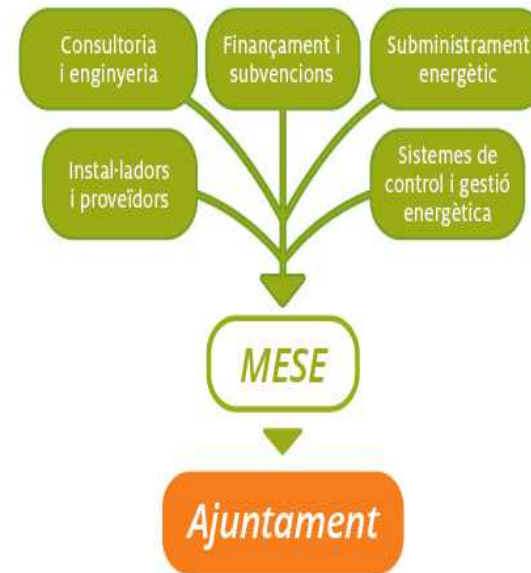 Consultoria
i enginyeria
Finançament i
subvencions
Subministrament
energètic
Instal·ladors
i proveïdors
Sistemes de
control i gestió
energètica
MESE
Ajuntament